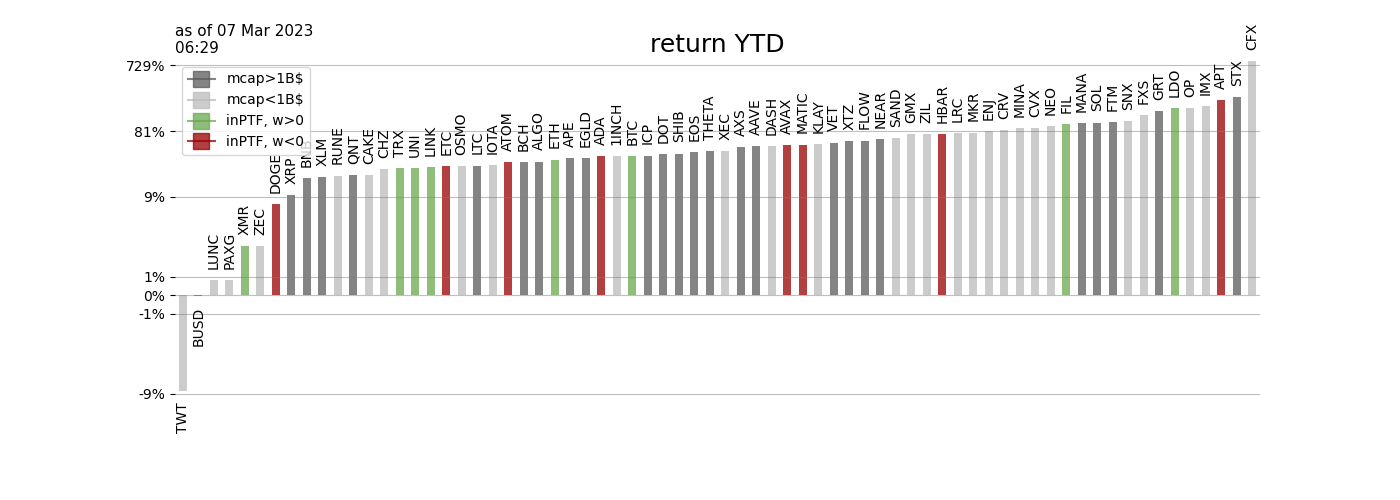 as of 07 Mar 2023
06:29
return YTD
729%
81%
9%
1%
0%
-1%
-9%
mcap>1B$
mcap<1B$
inPTF, w>0
inPTF, w<0
TWT
BUSD
LUNC
PAXG
XMR
ZEC
DOGE
XRP
BNB
XLM
RUNE
QNT
CAKE
CHZ
TRX
UNI
LINK
ETC
OSMO
LTC
IOTA
ATOM
BCH
ALGO
ETH
APE
EGLD
ADA
1INCH
BTC
ICP
DOT
SHIB
EOS
THETA
XEC
AXS
AAVE
DASH
AVAX
MATIC
KLAY
VET
XTZ
FLOW
NEAR
SAND
GMX
ZIL
HBAR
LRC
MKR
ENJ
CRV
MINA
CVX
NEO
FIL
MANA
SOL
FTM
SNX
FXS
GRT
LDO
OP
IMX
APT
STX
CFX